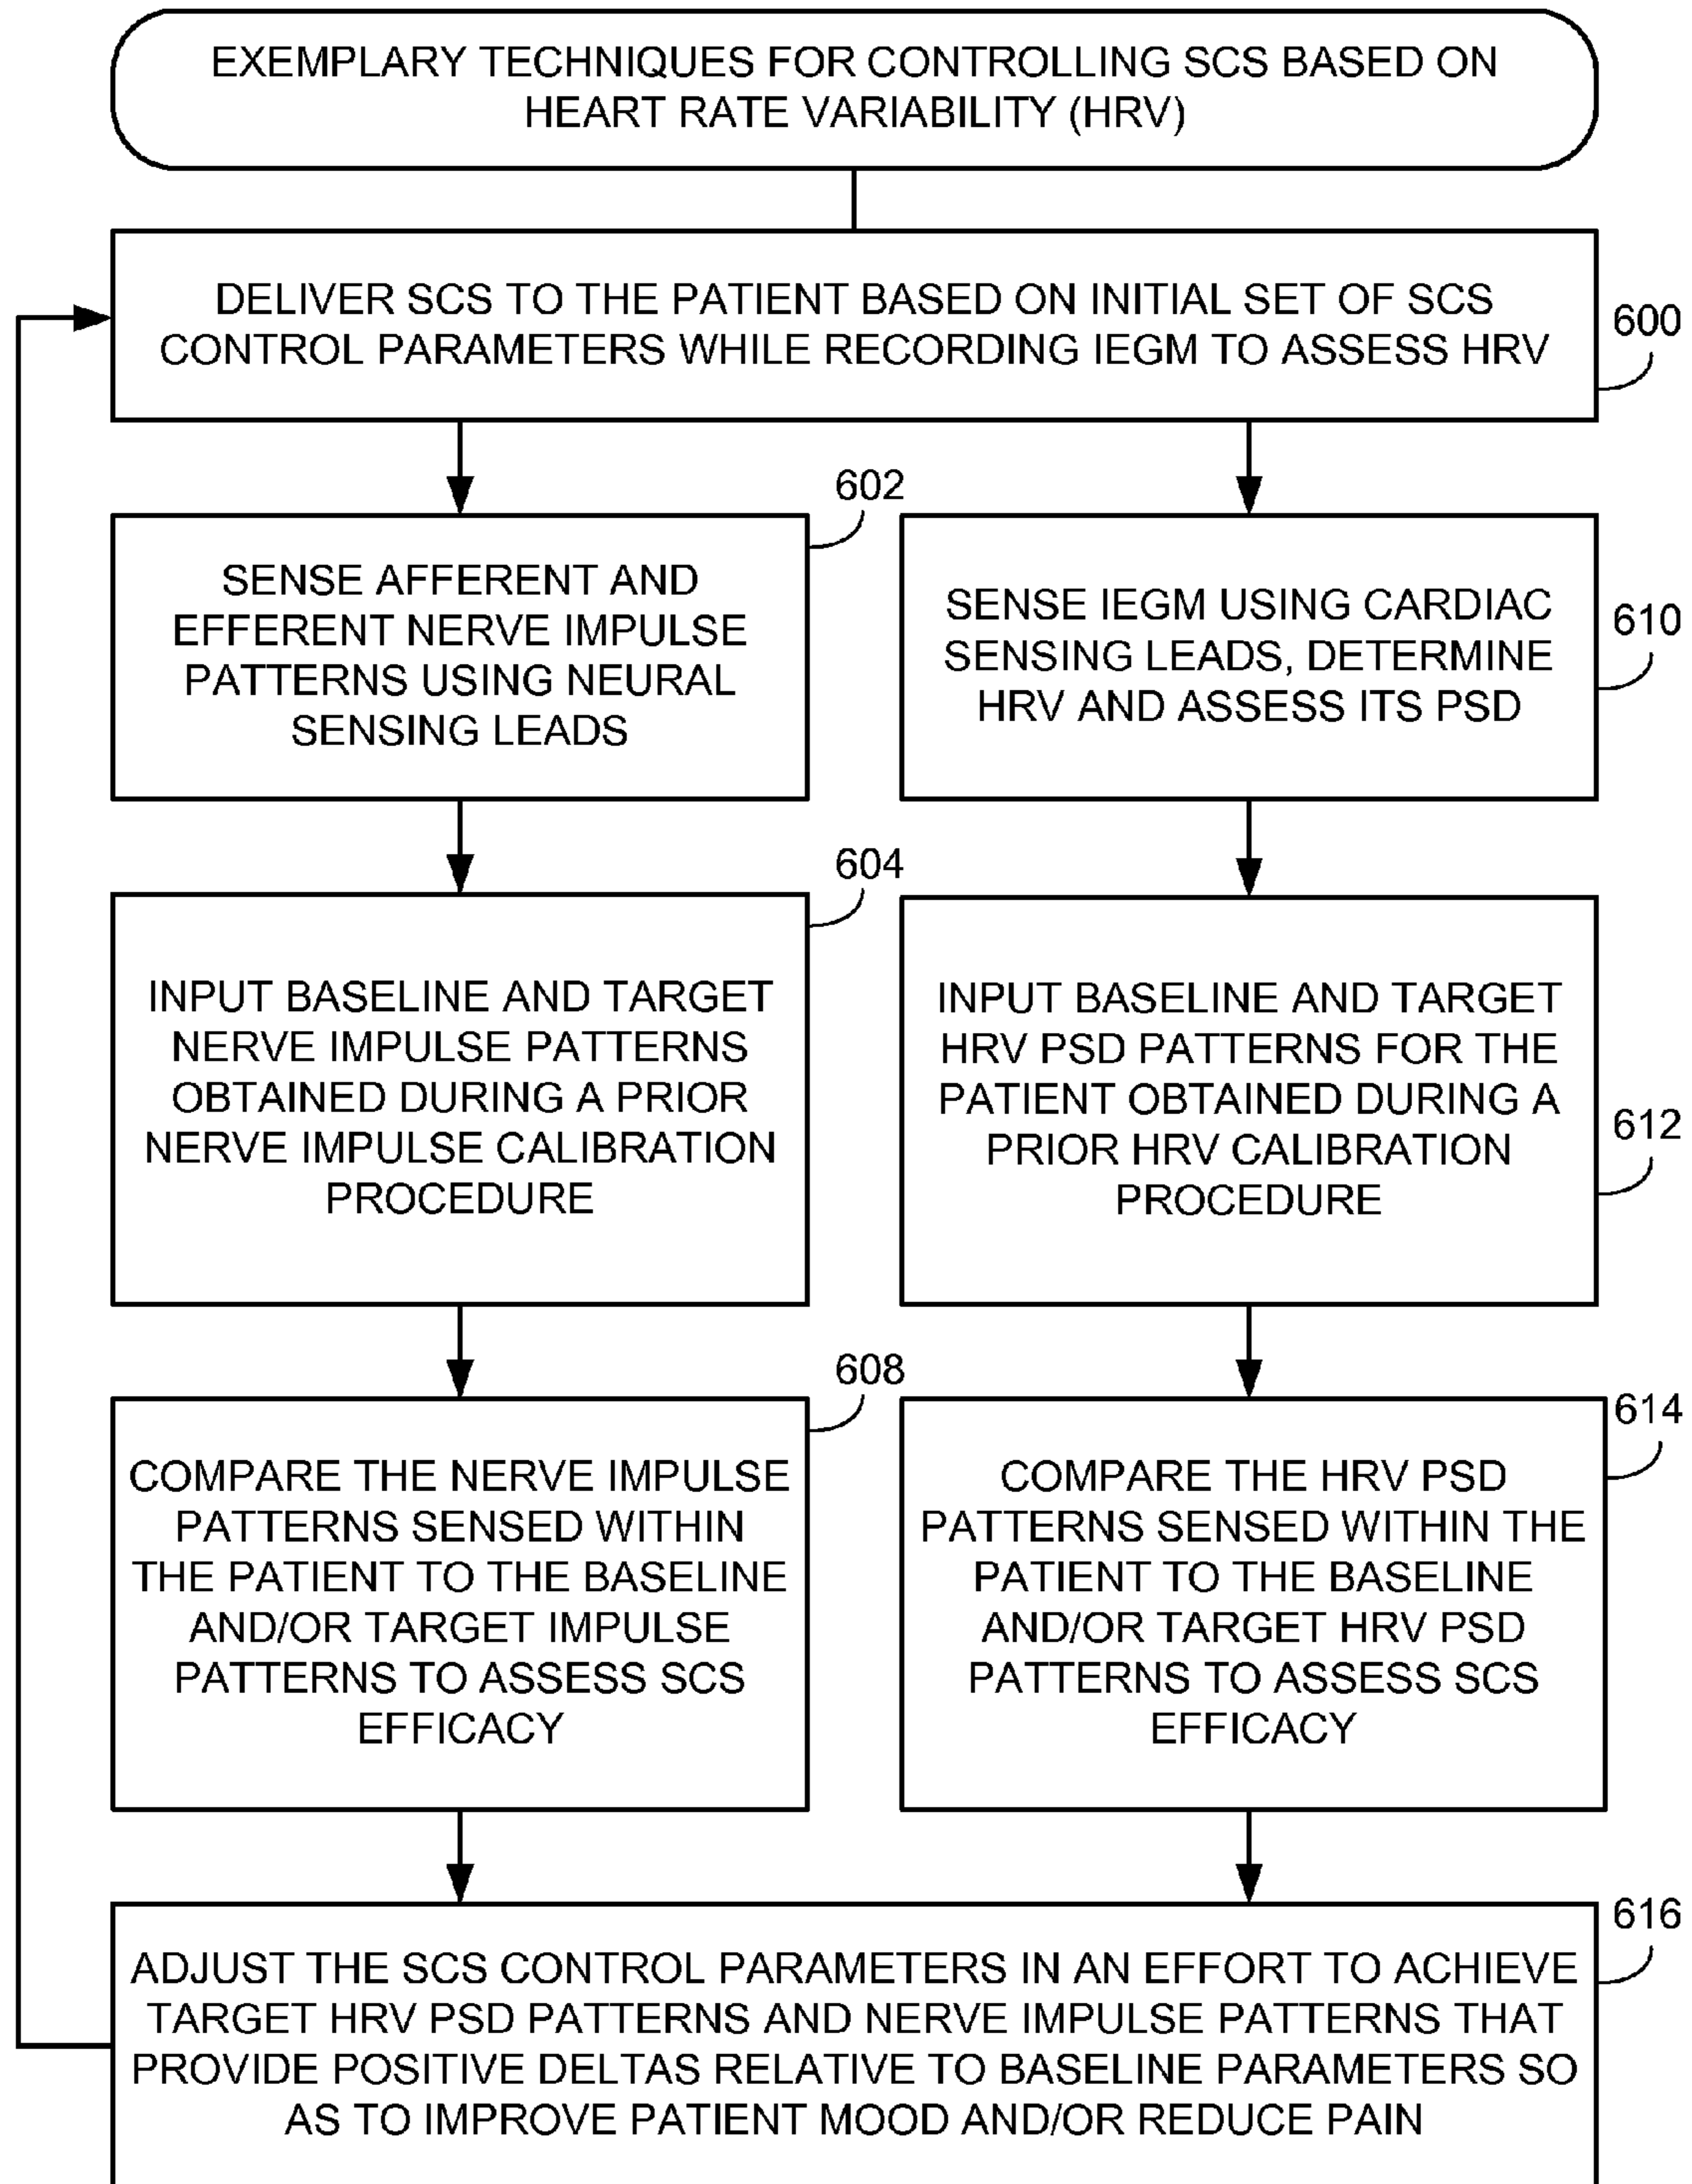 EXEMPLARY TECHNIQUES FOR CONTROLLING SCS BASED ON
HEART RATE VARIABILITY (HRV)
DELIVER SCS TO THE PATIENT BASED ON INITIAL SET OF SCS
CONTROL PARAMETERS WHILE RECORDING IEGM TO ASSESS HRV
600
602
SENSE AFFERENT AND
EFFERENT NERVE IMPULSE
PATTERNS USING NEURAL
SENSING LEADS
SENSE IEGM USING CARDIAC
SENSING LEADS, DETERMINE
HRV AND ASSESS ITS PSD
610
604
INPUT BASELINE AND TARGET
NERVE IMPULSE PATTERNS
OBTAINED DURING A PRIOR
NERVE IMPULSE CALIBRATION
PROCEDURE
INPUT BASELINE AND TARGET
HRV PSD PATTERNS FOR THE
PATIENT OBTAINED DURING A
PRIOR HRV CALIBRATION
PROCEDURE
612
608
COMPARE THE NERVE IMPULSE
PATTERNS SENSED WITHIN
THE PATIENT TO THE BASELINE
AND/OR TARGET IMPULSE
PATTERNS TO ASSESS SCS
EFFICACY
614
COMPARE THE HRV PSD
PATTERNS SENSED WITHIN THE
PATIENT TO THE BASELINE
AND/OR TARGET HRV PSD
PATTERNS TO ASSESS SCS
EFFICACY
616
ADJUST THE SCS CONTROL PARAMETERS IN AN EFFORT TO ACHIEVE
TARGET HRV PSD PATTERNS AND NERVE IMPULSE PATTERNS THAT
PROVIDE POSITIVE DELTAS RELATIVE TO BASELINE PARAMETERS SO
AS TO IMPROVE PATIENT MOOD AND/OR REDUCE PAIN